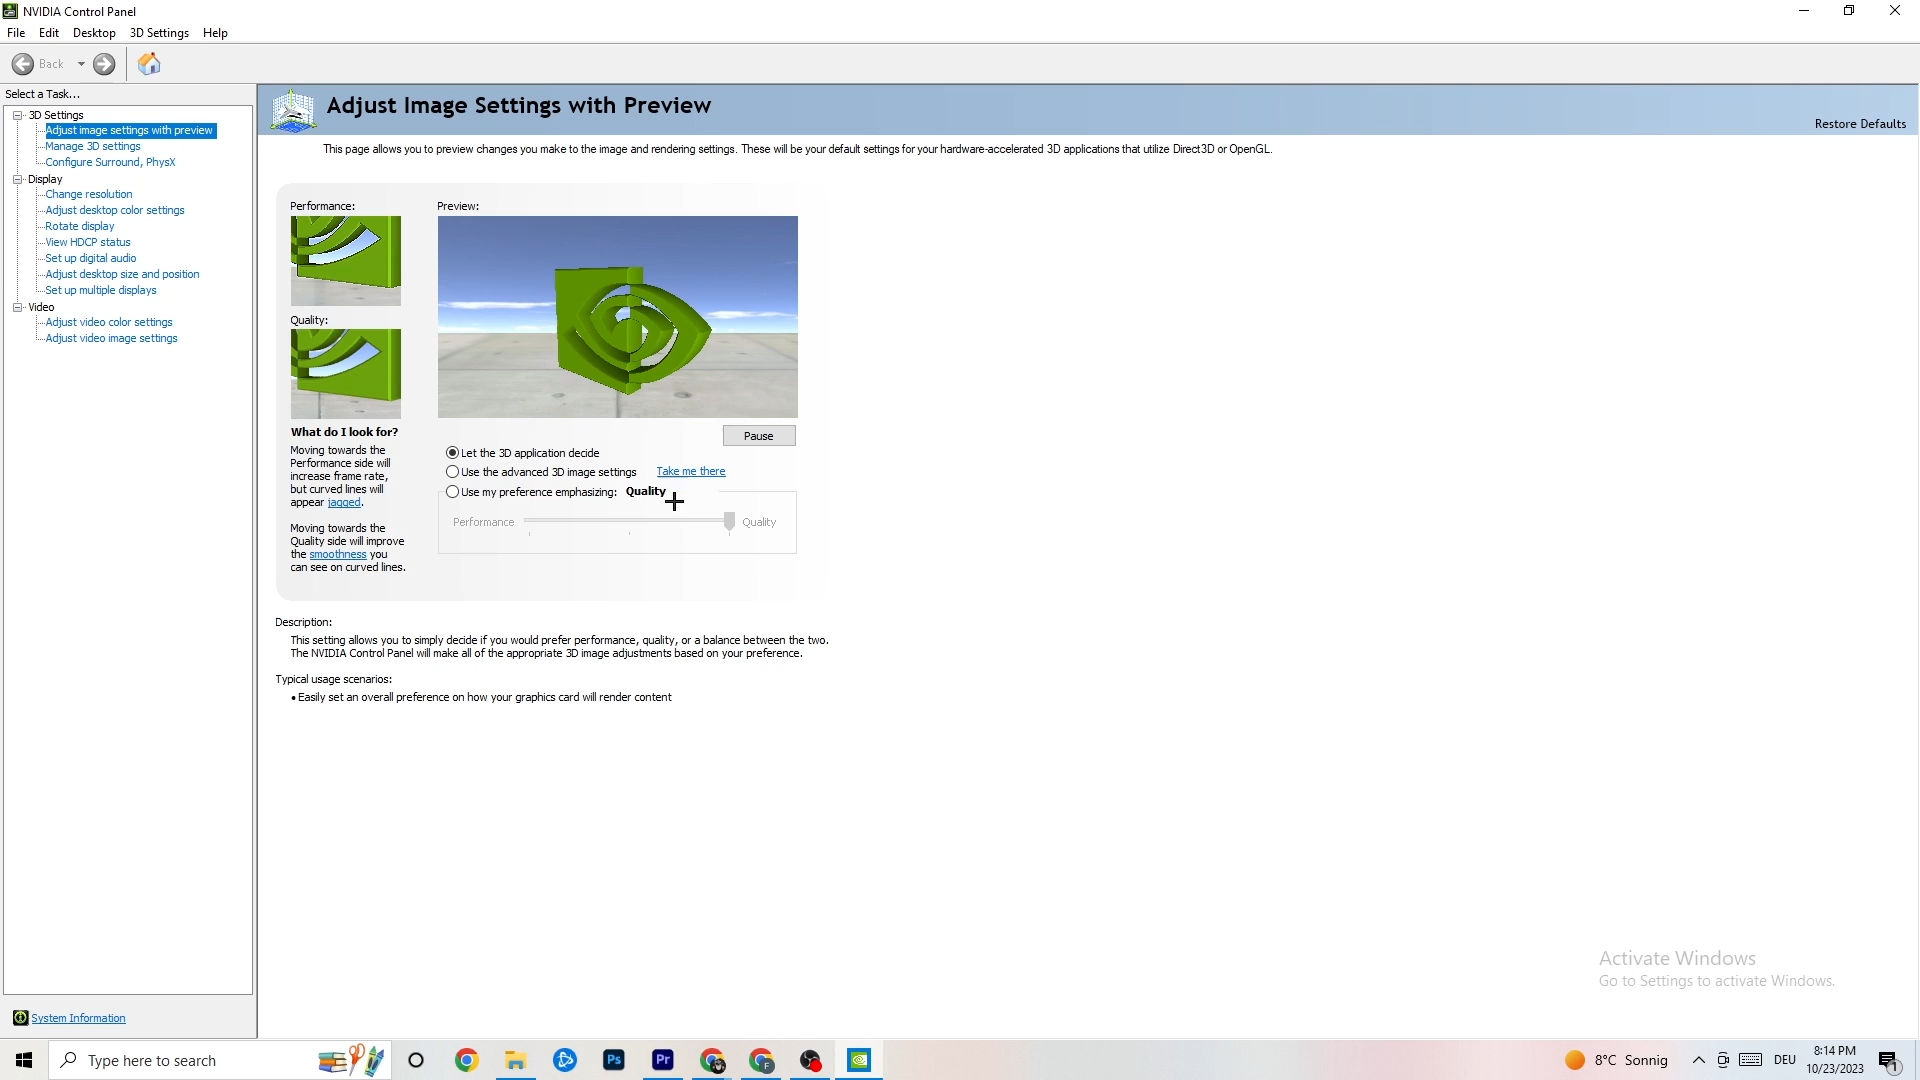 NVIDIA Control Panel
File Edit Desktop 3D Settings Help
Back
Select a Task...
3D Settings
Adjust image settings with preview
Manage 3D settings
Configure Surround, PhysX
Display
Change resolution
Adjust desktop color settings
Rotate display
View HDCP status
Set up digital audio
Adjust desktop size and position
Set up multiple displays
Video
Adjust video color settings
Adjust video image settings
System Information
Adjust Image Settings with Preview
Restore Defaults
This page allows you to preview changes you make to the image and rendering settings. These will be your default settings for your hardware-accelerated 3D applications that utilize Direct3D or OpenGL.
Performance:
Quality:
What do I look for?
Moving towards the
Performance side will
increase frame rate,
but curved lines will
appear jagged.
Moving towards the
Quality side will improve
the smoothness you
can see on curved lines.
Preview:
Pause
Let the 3D application decide
Use the advanced 3D image settings Take me there
Use my preference emphasizing: Quality
Performance Quality
Description:
This setting allows you to simply decide if you would prefer performance, quality, or a balance between the two.
The NVIDIA Control Panel will make all of the appropriate 3D image adjustments based on your preference.
Typical usage scenarios:
• Easily set an overall preference on how your graphics card will render content
Activate Windows
Go to Settings to activate Windows.
Type here to search
Ps
Pr
F
8°C Sonnig
DEU
8:14 PM
10/23/2023
1